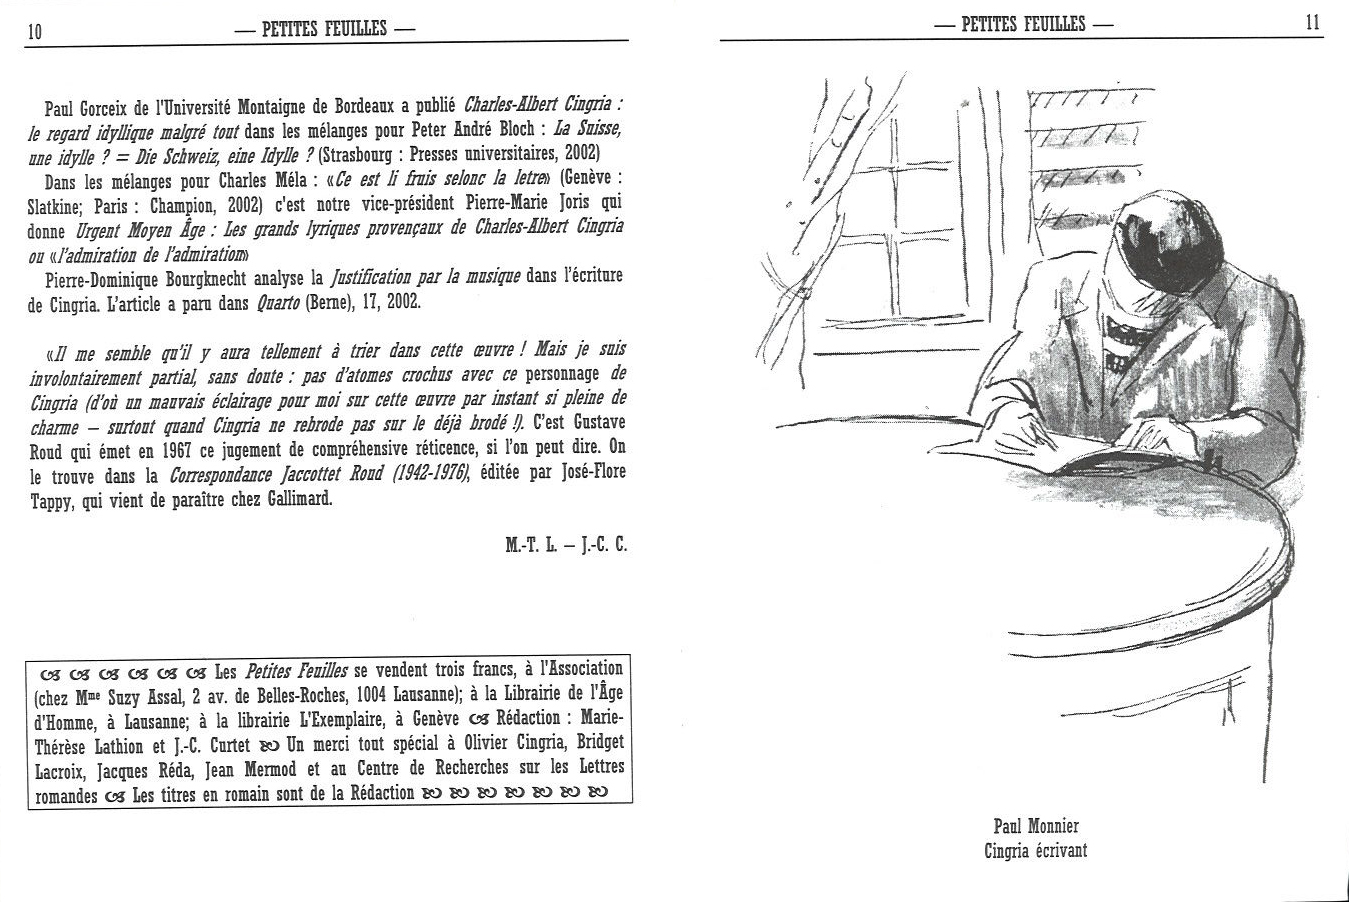 10
— PETITES FEUILLES —
Paul Gorceix de l'Université Montaigne de Bordeaux a publié Charles-Albert Cingria :
le regard idyllique malgré tout dans les mélanges pour Peter André Bloch : La Suisse,
une idylle ? = Die Schweiz, eine Idylle ? (Strasbourg : Presses universitaires, 2002)
Dans les mélanges pour Charles Méla : «Ce est li fruis selonc la letre» (Genève :
Slatkine; Paris : Champion, 2002) c'est notre vice-président Pierre-Marie Joris qui
donne Urgent Moyen Âge : Les grands lyriques provençaux de Charles-Albert Cingria
ou «l'admiration de l'admiration»
Pierre-Dominique Bourgknecht analyse la Justification par la musique dans l'écriture
de Cingria. L'article a paru dans Quarto (Berne), 17, 2002.
«Il me semble qu'il y aura tellement à trier dans cette œuvre ! Mais je suis
involontairement partial, sans doute : pas d'atomes crochus avec ce personnage de
Cingria (d'où un mauvais éclairage pour moi sur cette œuvre par instant si pleine de
charme – surtout quand Cingria ne rebrode pas sur le déjà brodé !). C'est Gustave
Roud qui émet en 1967 ce jugement de compréhensive réticence, si l'on peut dire. On
le trouve dans la Correspondance Jaccottet Roud (1942-1976), éditée par José-Flore
Tappy, qui vient de paraître chez Gallimard.
M.-T. L. – J.-C. C.
Les Petites Feuilles se vendent trois francs, à l'Association
(chez Mme Suzy Assal, 2 av. de Belles-Roches, 1004 Lausanne); à la Librairie de l'Âge
d'Homme, à Lausanne; à la librairie L'Exemplaire, à Genève Rédaction : Marie-
Thérèse Lathion et J.-C. Curtet Un merci tout spécial à Olivier Cingria, Bridget
Lacroix, Jacques Réda, Jean Mermod et au Centre de Recherches sur les Lettres
romandes Les titres en romain sont de la Rédaction
— PETITES FEUILLES —
11
Paul Monnier
Cingria écrivant